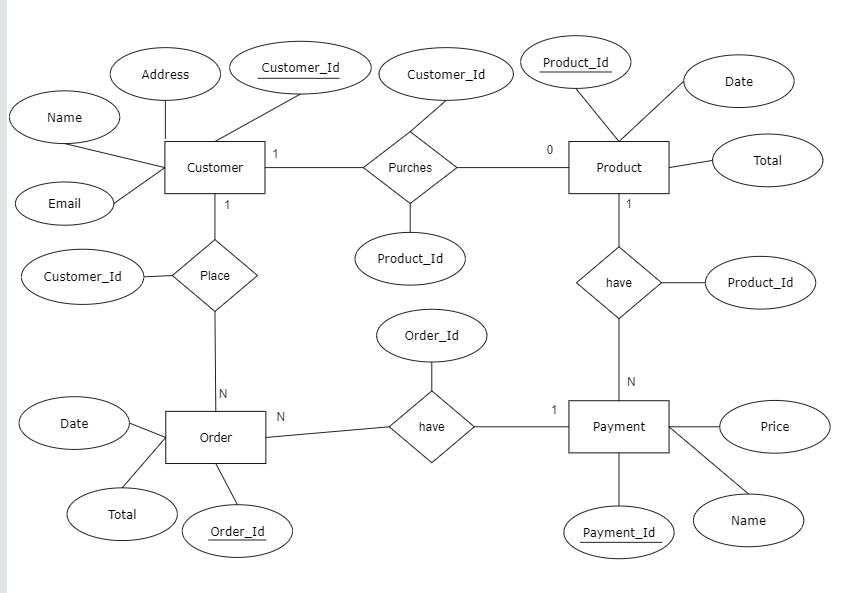 Product_Id
Customer_Id
Address
Customer_Id
Date
Name
1
0
Total
Customer
Purches
Product
Email
1
1
Product_Id
Customer_Id
Place
have
Product_Id
Order_Id
N
N
N
1
Date
Order
have
Payment
Price
Total
Order_Id
Payment_Id
Name